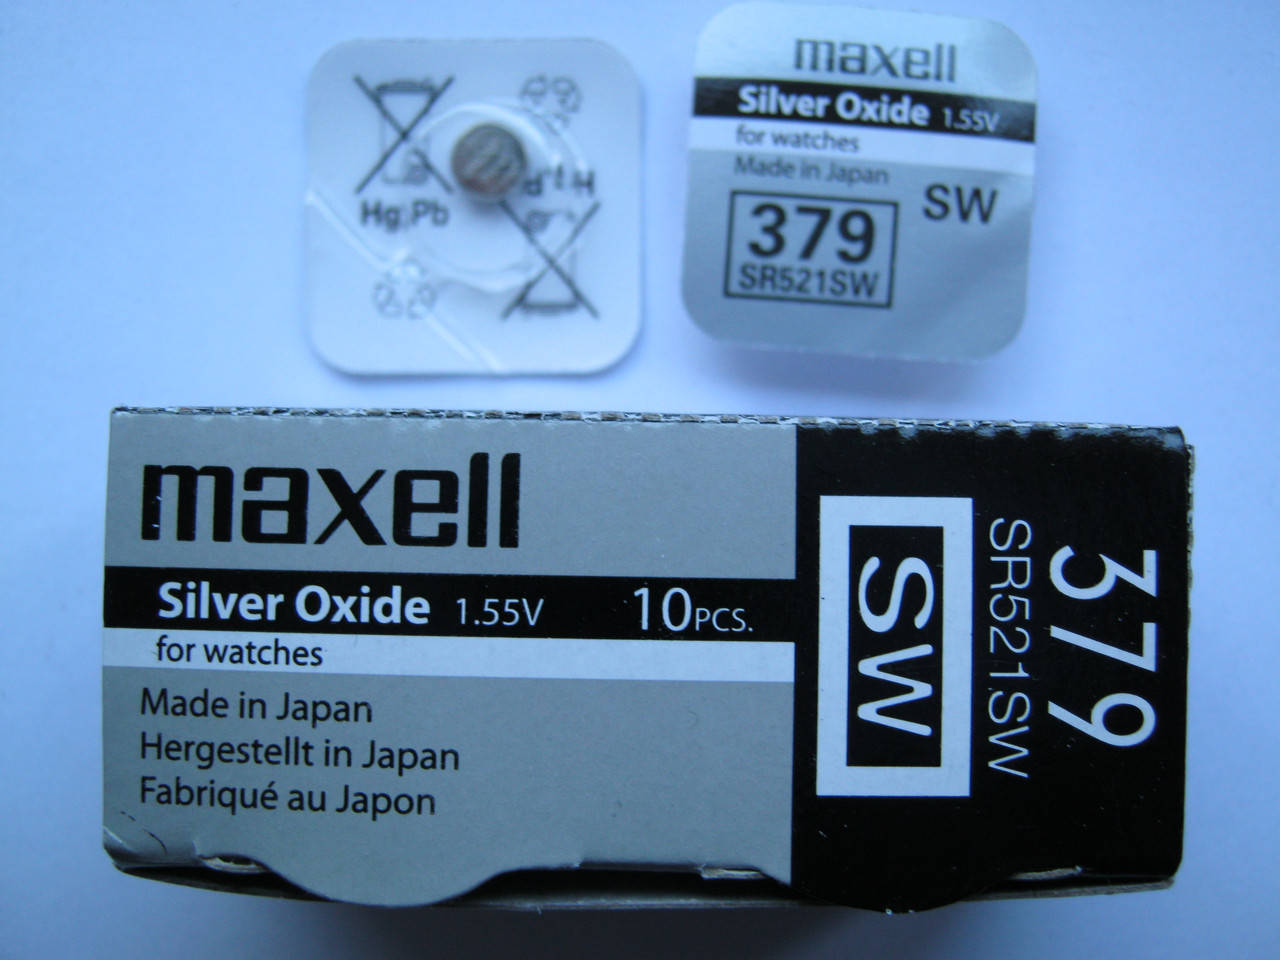 Hg,Pb
maxell
Silver Oxide 1.55V
for watches
Made in Japan
SW
379
SR521SW
maxell
Silver Oxide 1.55V 10PCS.
for watches
Made in Japan
Hergestellt in Japan
Fabriqué au Japon
SW
SR521SW
379